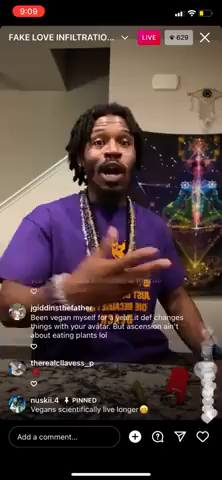 9:09
FAKE LOVE INFILTRATIO...
LIVE
629
jgiddinsthefather
Been vegan myself for a year. it def changes
things with your avatar. But ascension ain't
about eating plants lol
therealcllavess_p
nuskii.4 PINNED
Vegans scientifically live longer
Add a comment...